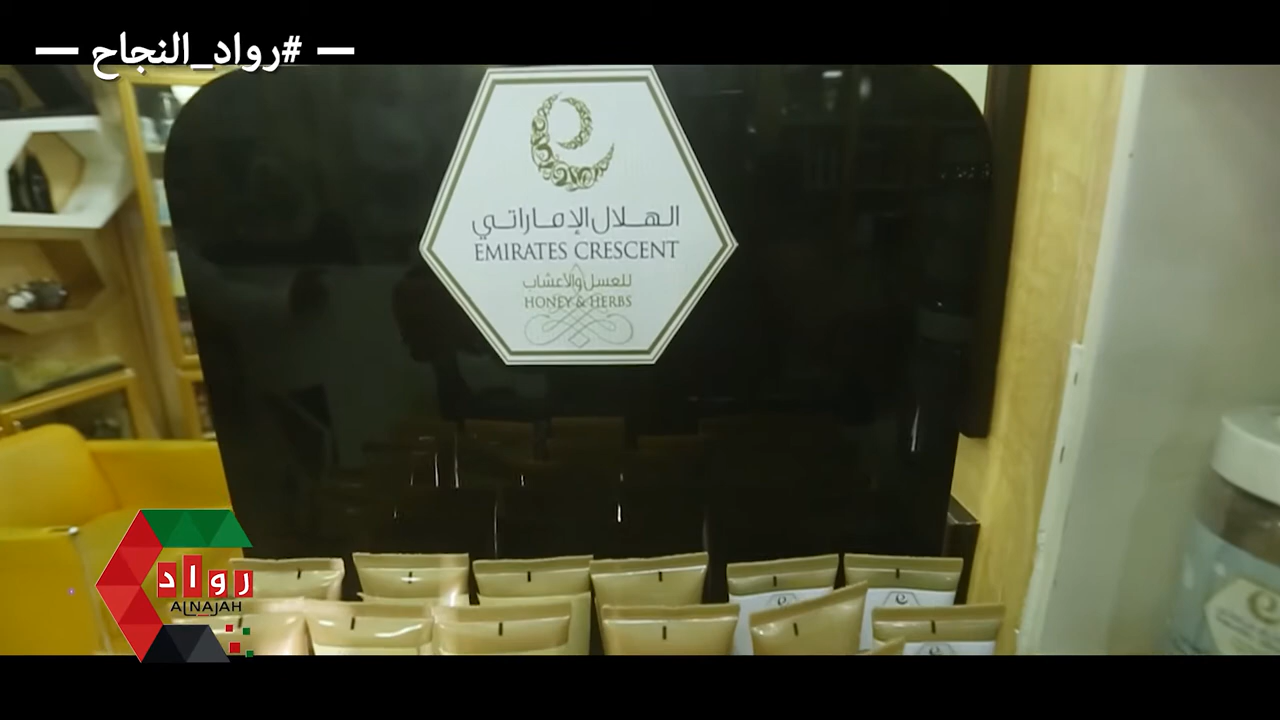 #رواد_النجاح
الهلال الإماراتي
EMIRATES CRESCENT
للعسل والأعشاب
HONEY & HERBS
رواد
ALNAJAH